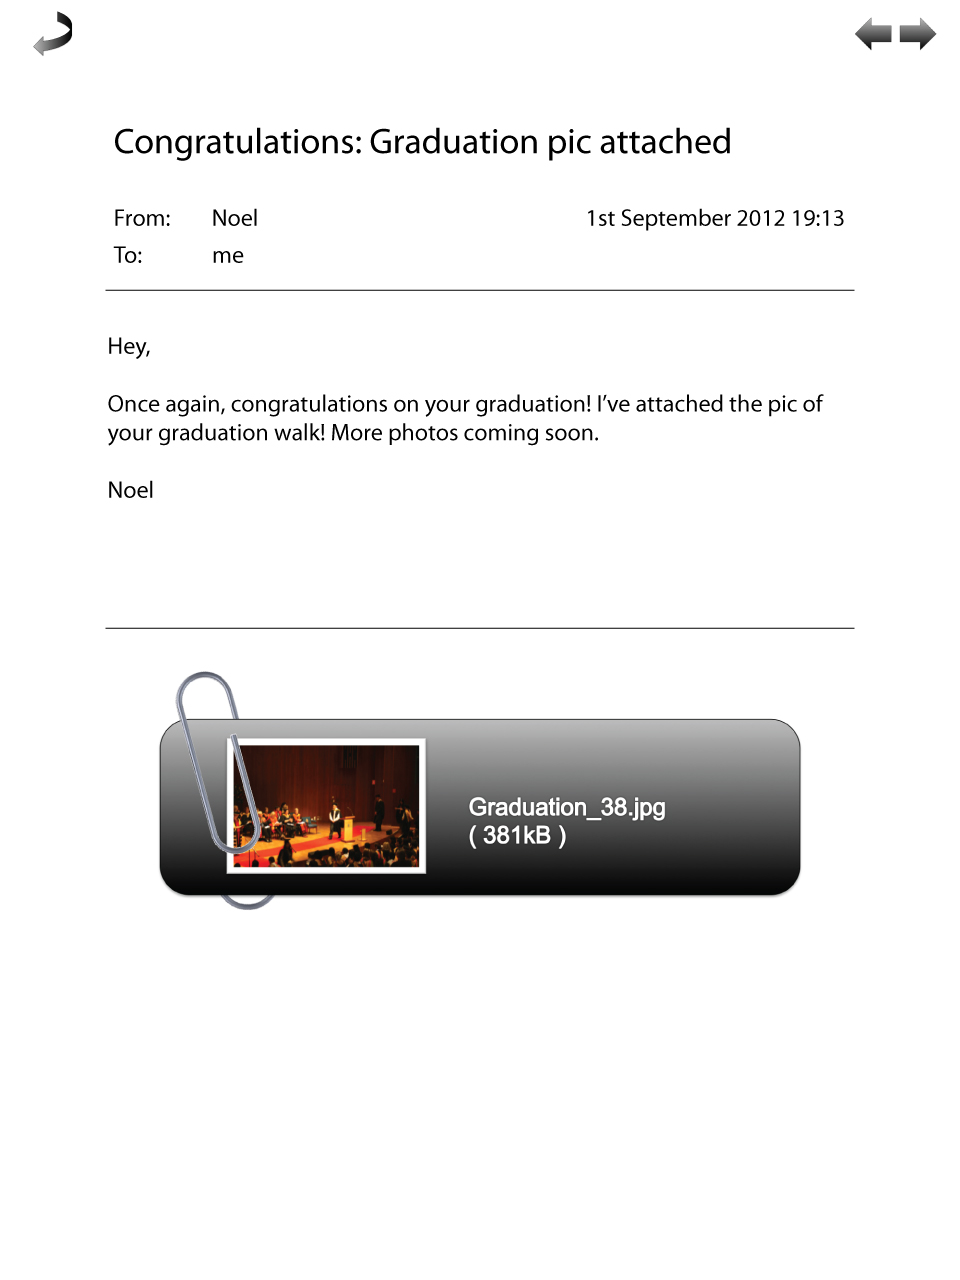 Congratulations: Graduation pic attached
From: Noel 1st September 2012 19:13
To: me
Hey,
Once again, congratulations on your graduation! I’ve attached the pic of
your graduation walk! More photos coming soon.
Noel
Graduation_38.jpg
( 381kB )